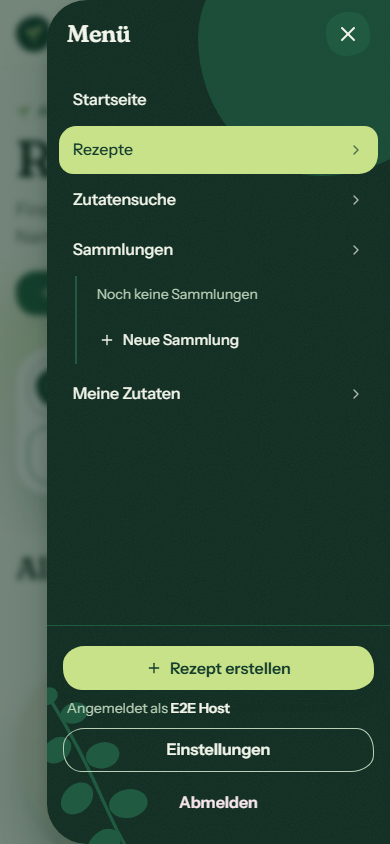 Menü
Startseite
Rezepte
Zutatensuche
Sammlungen
Noch keine Sammlungen
+ Neue Sammlung
Meine Zutaten
+ Rezept erstellen
Angemeldet als E2E Host
Einstellungen
Abmelden